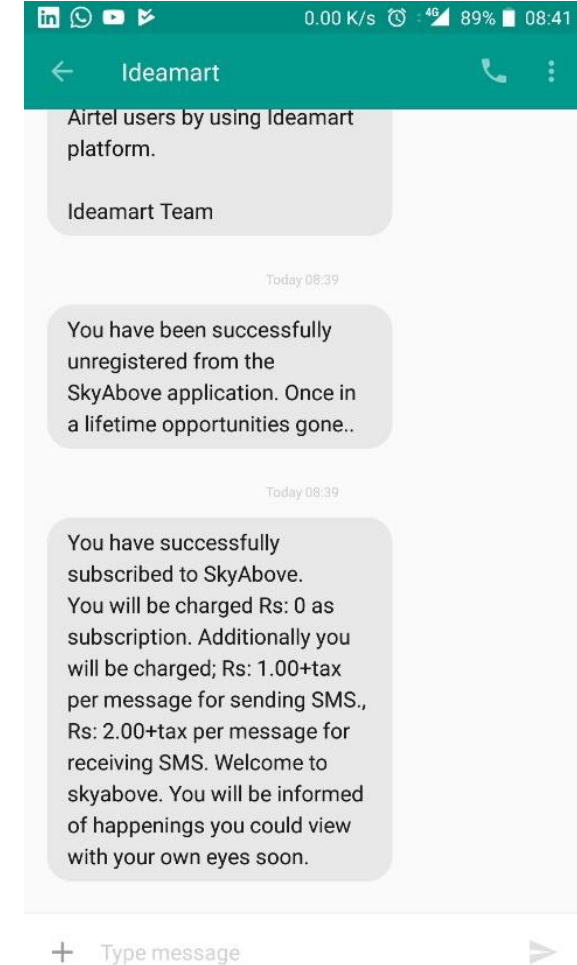 in 0.00 K/s 4G 89% 08:41
Ideamart
Airtel users by using Ideamart
platform.
Ideamart Team
Today 08:39
You have been successfully
unregistered from the
SkyAbove application. Once in
a lifetime opportunities gone..
Today 08:39
You have successfully
subscribed to SkyAbove.
You will be charged Rs: 0 as
subscription. Additionally you
will be charged; Rs: 1.00+tax
per message for sending SMS.,
Rs: 2.00+tax per message for
receiving SMS. Welcome to
skyabove. You will be informed
of happenings you could view
with your own eyes soon.
Type message